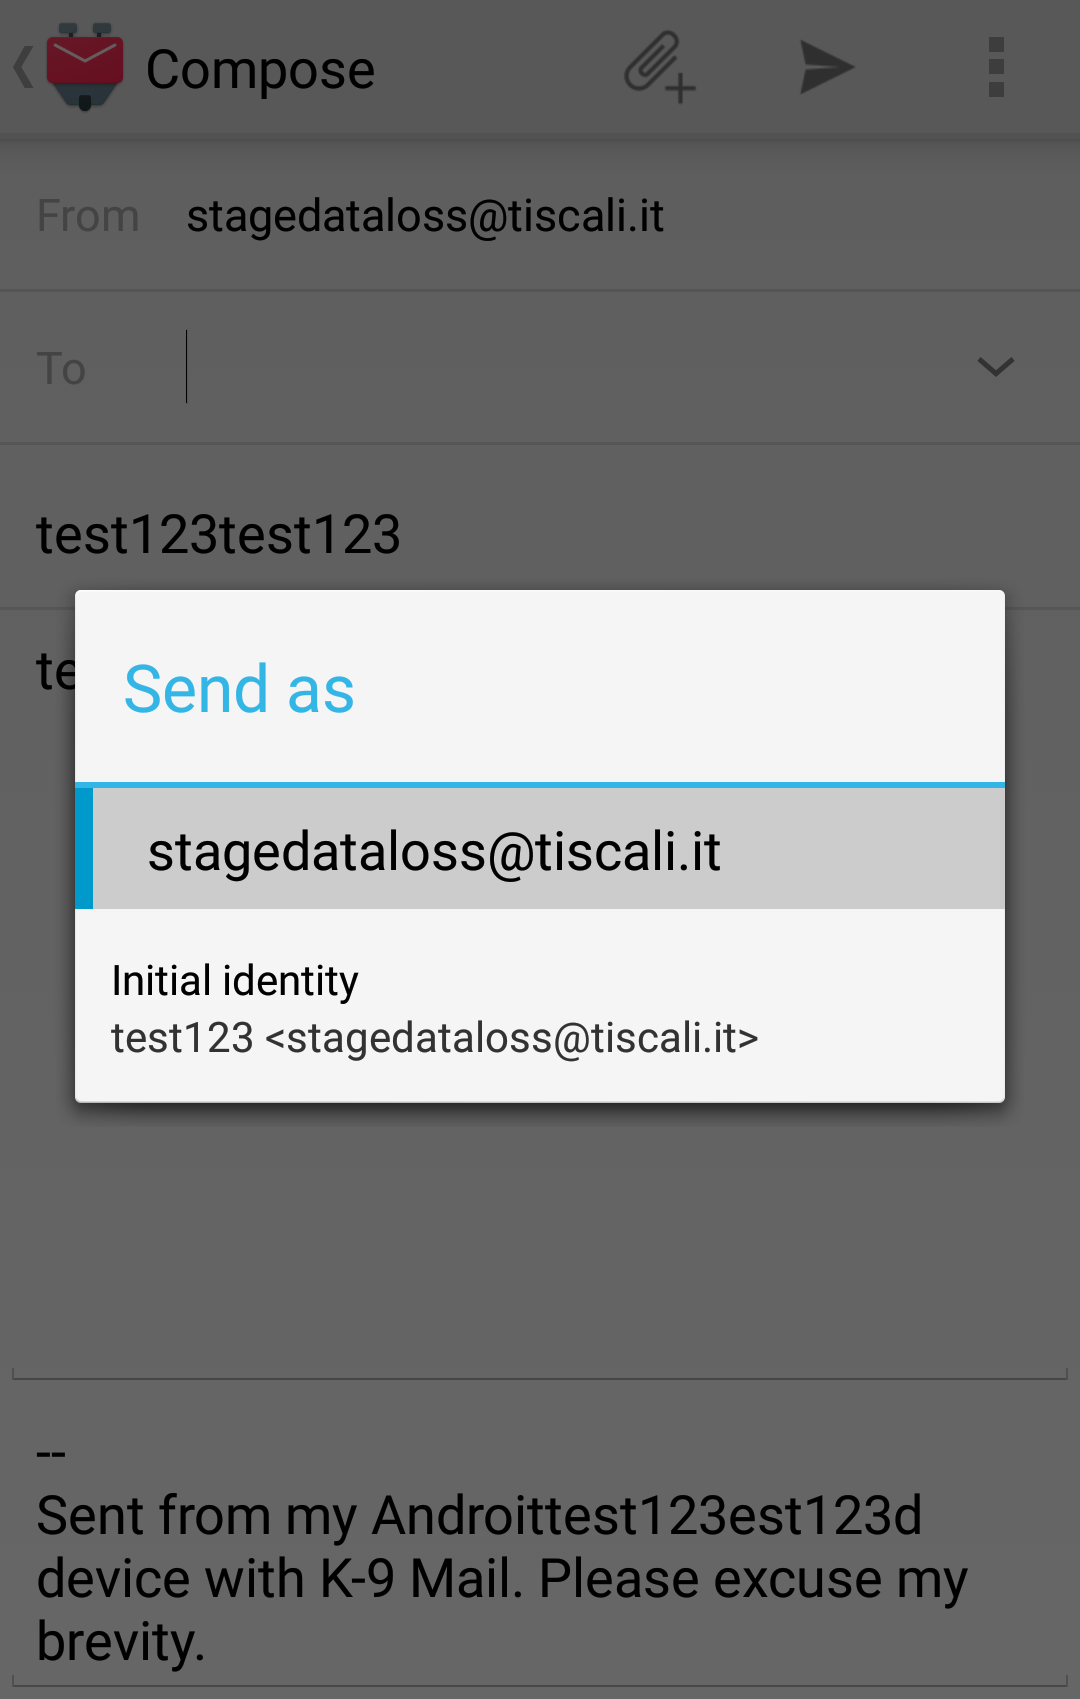 Compose
From stagedataloss@tiscali.it
To
test123test123
te
Send as
stagedataloss@tiscali.it
Initial identity
test123 <stagedataloss@tiscali.it>
--
Sent from my Androittest123est123d
device with K-9 Mail. Please excuse my
brevity.